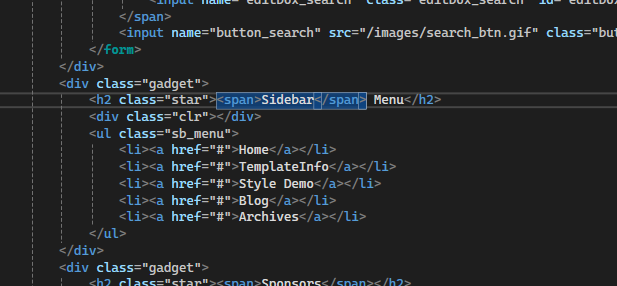 <input name="editbox_search" class="editbox_search" id="edit
</span>
<input name="button_search" src="/images/search_btn.gif" class="but
</form>
</div>
<div class="gadget">
<h2 class="star"><span>Sidebar</span> Menu</h2>
<div class="clr"></div>
<ul class="sb_menu">
<li><a href="#">Home</a></li>
<li><a href="#">TemplateInfo</a></li>
<li><a href="#">Style Demo</a></li>
<li><a href="#">Blog</a></li>
<li><a href="#">Archives</a></li>
</ul>
</div>
<div class="gadget">
<h2 class="star"><span>Sponsors</span></h2>